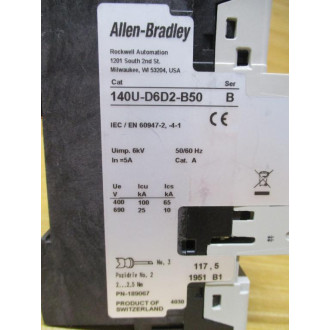 Allen-Bradley
Rockwell Automation
1201 South 2nd St.
Milwaukee, WI 53204, USA
Cat Ser
140U-D6D2-B50 B
IEC / EN 60947-2, -4-1
CE
Uimp. 6kV 50/60 Hz
In =5A Cat. A
Ue Icu Ics
V kA kA
400 100 65
690 25 10
No. 3
Pozidriv No. 2
2...2,5 Nm
117,5
1951 B1
PN-189067
PRODUCT OF
SWITZERLAND